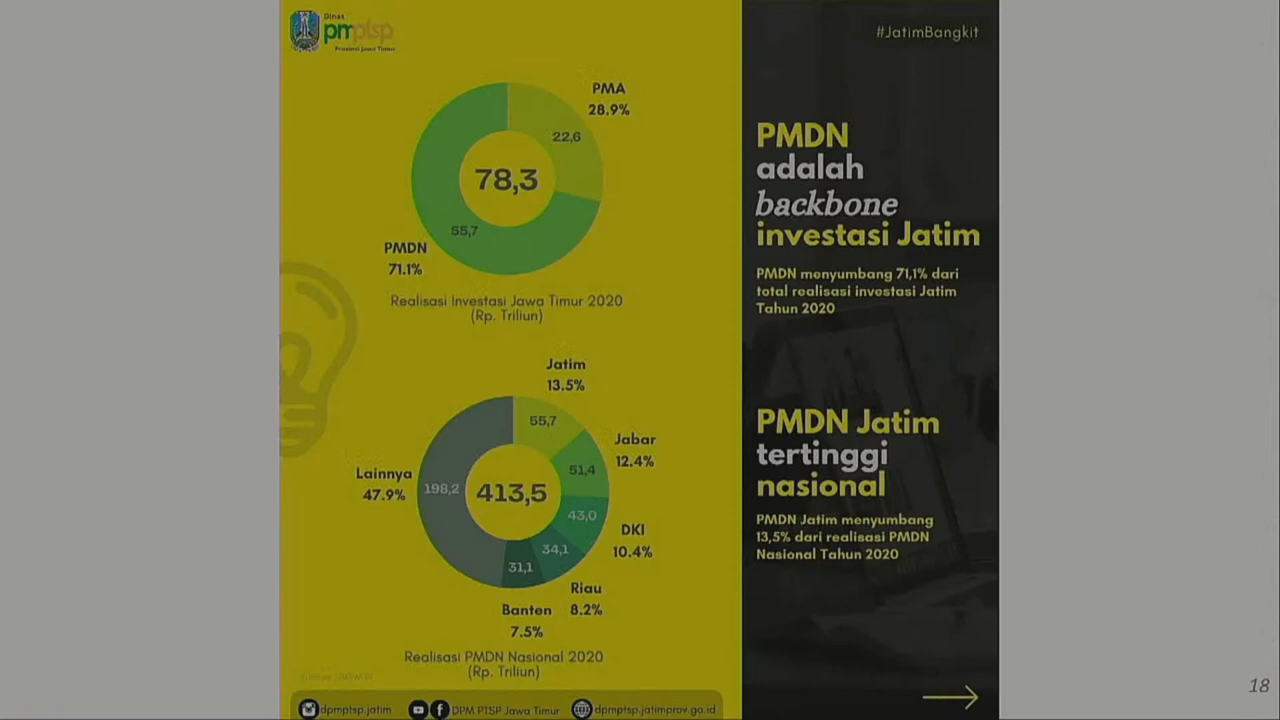 Dinas
pmptsp
Provinsi Jawa Timur
#JatimBangkit
PMA
28.9%
22,6
78,3
55,7
PMDN
71.1%
Realisasi Investasi Jawa Timur 2020
(Rp. Triliun)
PMDN
adalah
backbone
investasi Jatim
PMDN menyumbang 71,1% dari
total realisasi investasi Jatim
Tahun 2020
Jatim
13.5%
55,7
Jabar
12.4%
51,4
Lainnya
47.9%
198,2
413,5
43,0
DKI
10.4%
34,1
31,1
Riau
8.2%
Banten
7.5%
Realisasi PMDN Nasional 2020
(Rp. Triliun)
PMDN Jatim
tertinggi
nasional
PMDN Jatim menyumbang
13,5% dari realisasi PMDN
Nasional Tahun 2020
dpmptsp.jatim
DPM PTSP Jawa Timur
dpmptsp.jatimprov.go.id
18